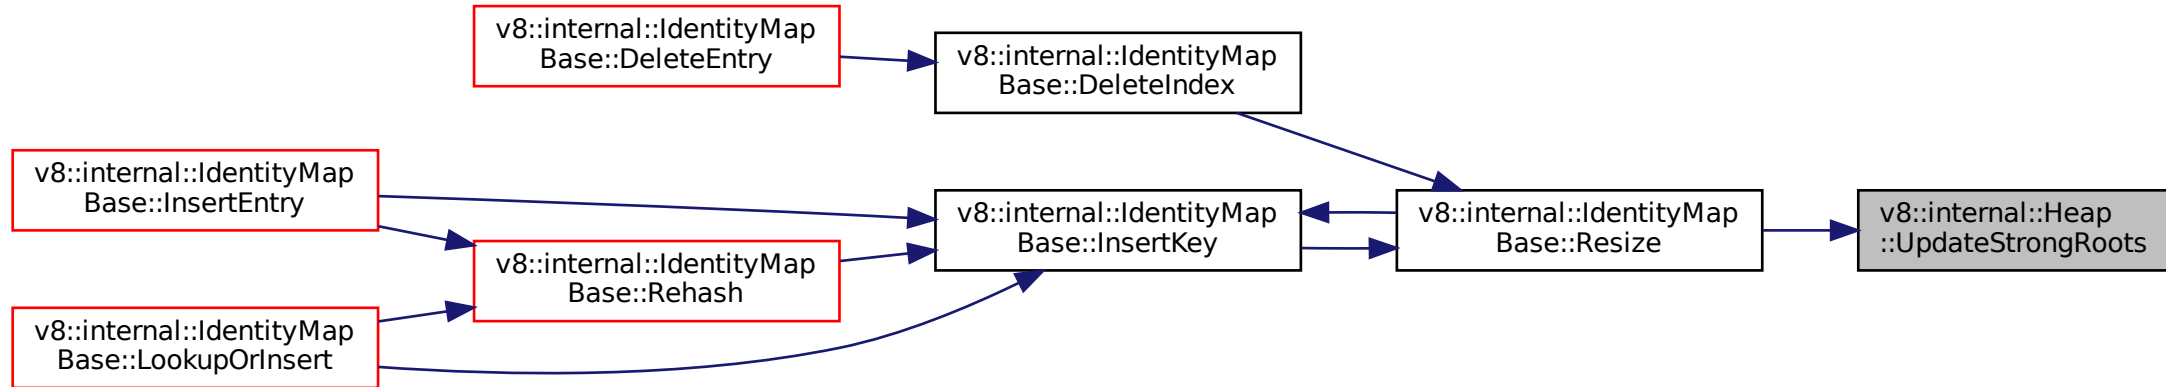 v8::internal::IdentityMap
Base::DeleteEntry
v8::internal::IdentityMap
Base::DeleteIndex
v8::internal::IdentityMap
Base::InsertEntry
v8::internal::IdentityMap
Base::InsertKey
v8::internal::IdentityMap
Base::Resize
v8::internal::Heap
::UpdateStrongRoots
v8::internal::IdentityMap
Base::Rehash
v8::internal::IdentityMap
Base::LookupOrInsert